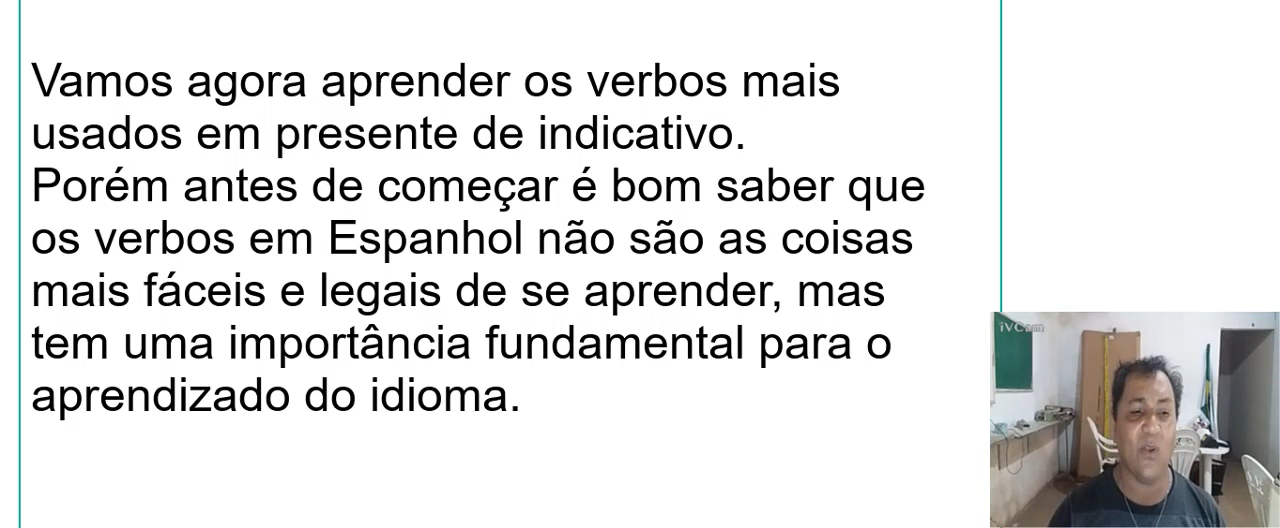 Vamos agora aprender os verbos mais
usados em presente de indicativo.
Porém antes de começar é bom saber que
os verbos em Espanhol não são as coisas
mais fáceis e legais de se aprender, mas
tem uma importância fundamental para o
aprendizado do idioma.
iVCam